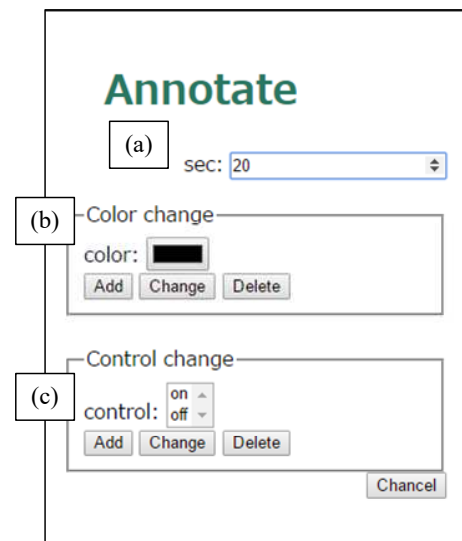 Annotate
(a)
sec: 20
(b)
Color change
color:
Add Change Delete
Control change
(c)
on
control: off
Add Change Delete
Chancel